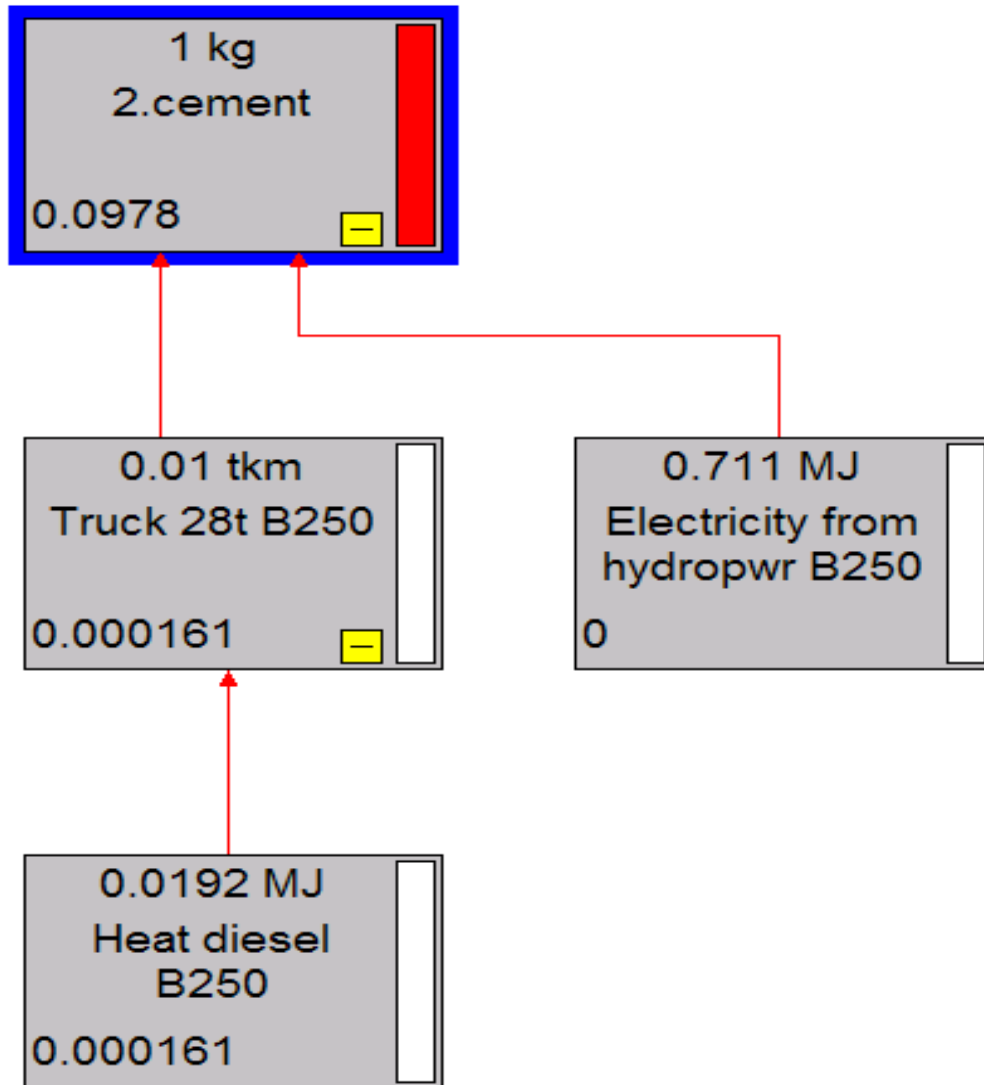 1 kg
2.cement
0.0978
0.01 tkm
Truck 28t B250
0.000161
0.711 MJ
Electricity from
hydropwr B250
0
0.0192 MJ
Heat diesel
B250
0.000161